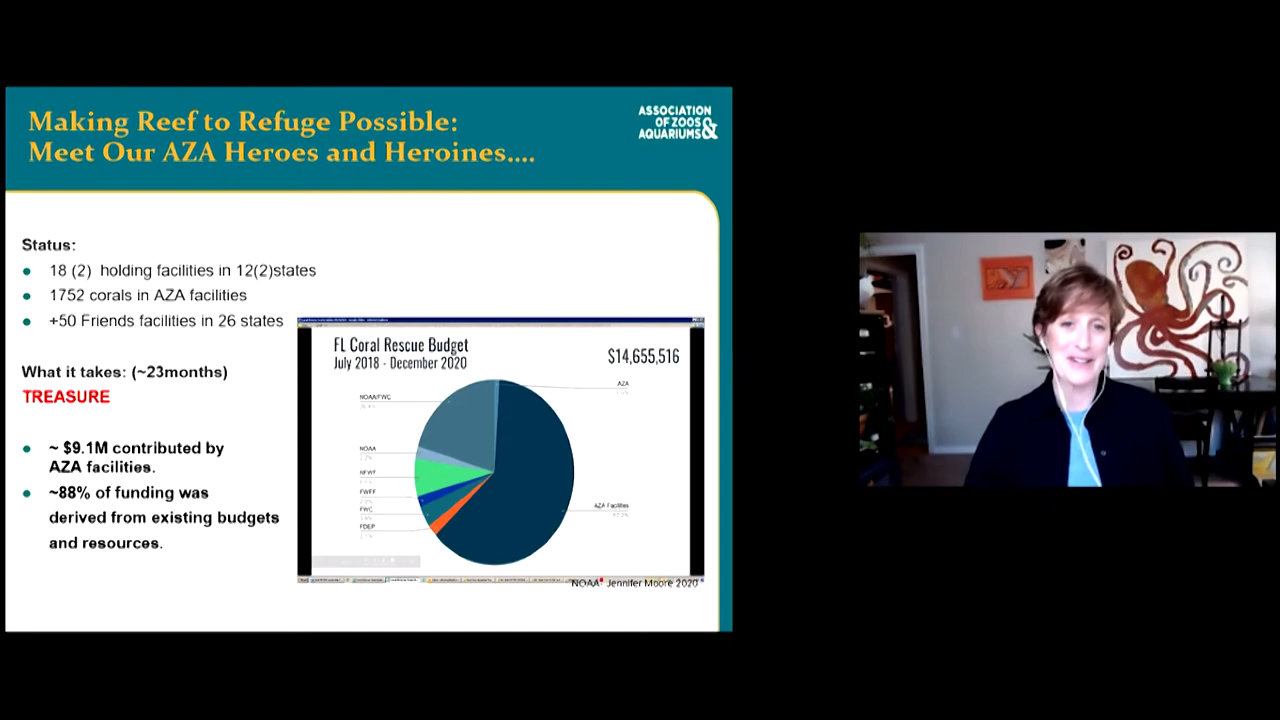 Making Reef to Refuge Possible:
Meet Our AZA Heroes and Heroines....
ASSOCIATION
OF ZOOS
& AQUARIUMS
Status:
18 (2) holding facilities in 12(2)states
1752 corals in AZA facilities
+50 Friends facilities in 26 states
What it takes: (~23months)
TREASURE
~ $9.1M contributed by
AZA facilities.
~88% of funding was
derived from existing budgets
and resources.
FL Coral Rescue Budget
July 2018 - December 2020
$14,655,516
AZA
NOAA/FWC
NOAA
NFWF
FWFF
FWC
FDEP
AZA Facilities
NOAA Jennifer Moore 2020